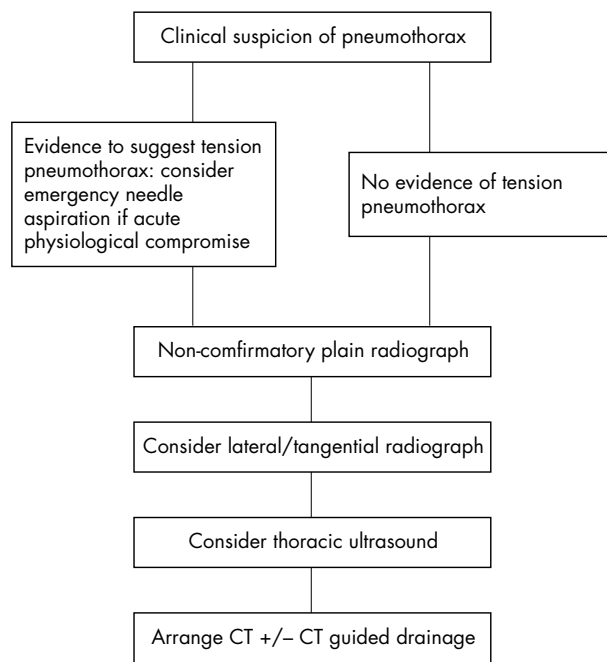 Clinical suspicion of pneumothorax
Evidence to suggest tension
pneumothorax: consider
emergency needle
aspiration if acute
physiological compromise
No evidence of tension
pneumothorax
Non-comfirmatory plain radiograph
Consider lateral/tangential radiograph
Consider thoracic ultrasound
Arrange CT +/– CT guided drainage